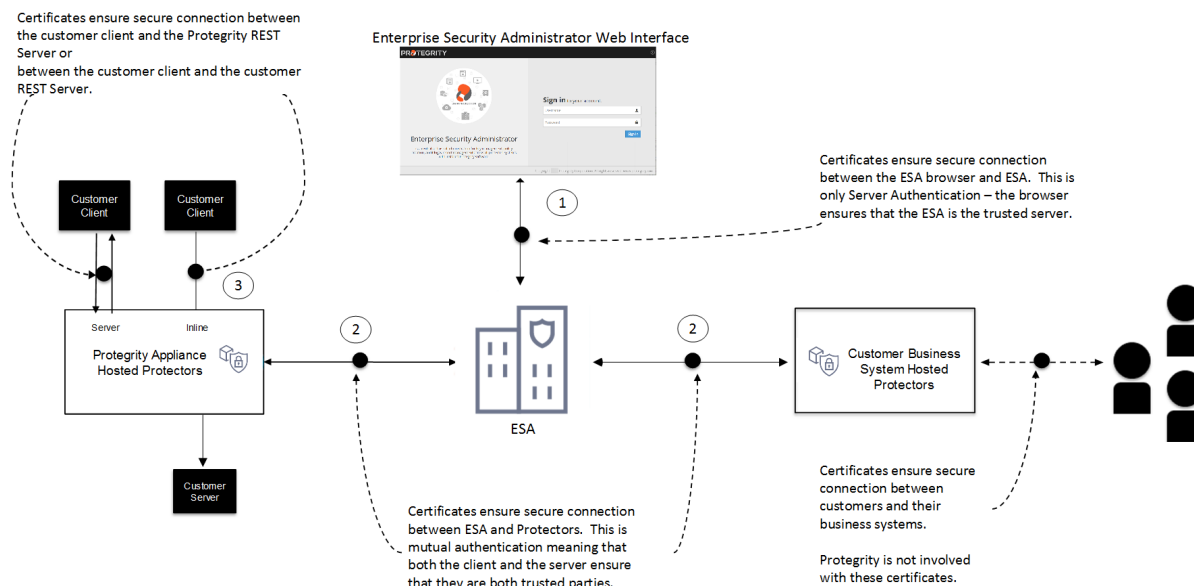 Certificates ensure secure connection between
the customer client and the Protegrity REST
Server or
between the customer client and the customer
REST Server.
Enterprise Security Administrator Web Interface
PROTEGRITY
Sign in
Enterprise Security Administrator
Certificates ensure secure connection
between the ESA browser and ESA. This is
only Server Authentication – the browser
ensures that the ESA is the trusted server.
1
Customer
Client
Customer
Client
3
Server
Inline
Protegrity Appliance
Hosted Protectors
2
2
ESA
Customer Business
System Hosted
Protectors
Customer
Server
Certificates ensure secure connection
between ESA and Protectors. This is
mutual authentication meaning that
both the client and the server ensure
that they are both trusted parties.
Certificates ensure secure
connection between
customers and their
business systems.
Protegrity is not involved
with these certificates.